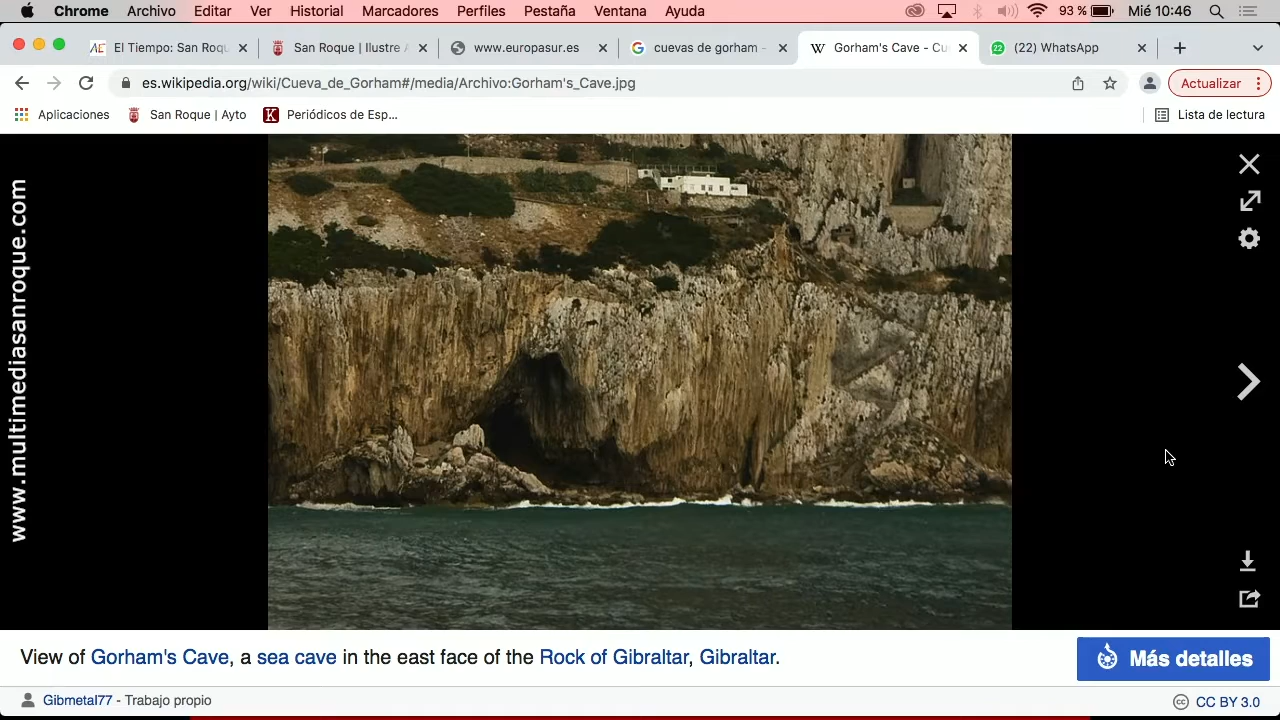 Chrome Archivo Editar Ver Historial Marcadores Perfiles Pestaña Ventana Ayuda 93 % Mié 10:46
El Tiempo: San Roqu San Roque | Ilustre A www.europasur.es cuevas de gorham - Gorham's Cave - Cu (22) WhatsApp
es.wikipedia.org/wiki/Cueva_de_Gorham#/media/Archivo:Gorham's_Cave.jpg Actualizar
Aplicaciones San Roque | Ayto Periódicos de Esp... Lista de lectura
www.multimediasanroque.com
View of Gorham's Cave, a sea cave in the east face of the Rock of Gibraltar, Gibraltar. Más detalles
Gibmetal77 - Trabajo propio CC BY 3.0